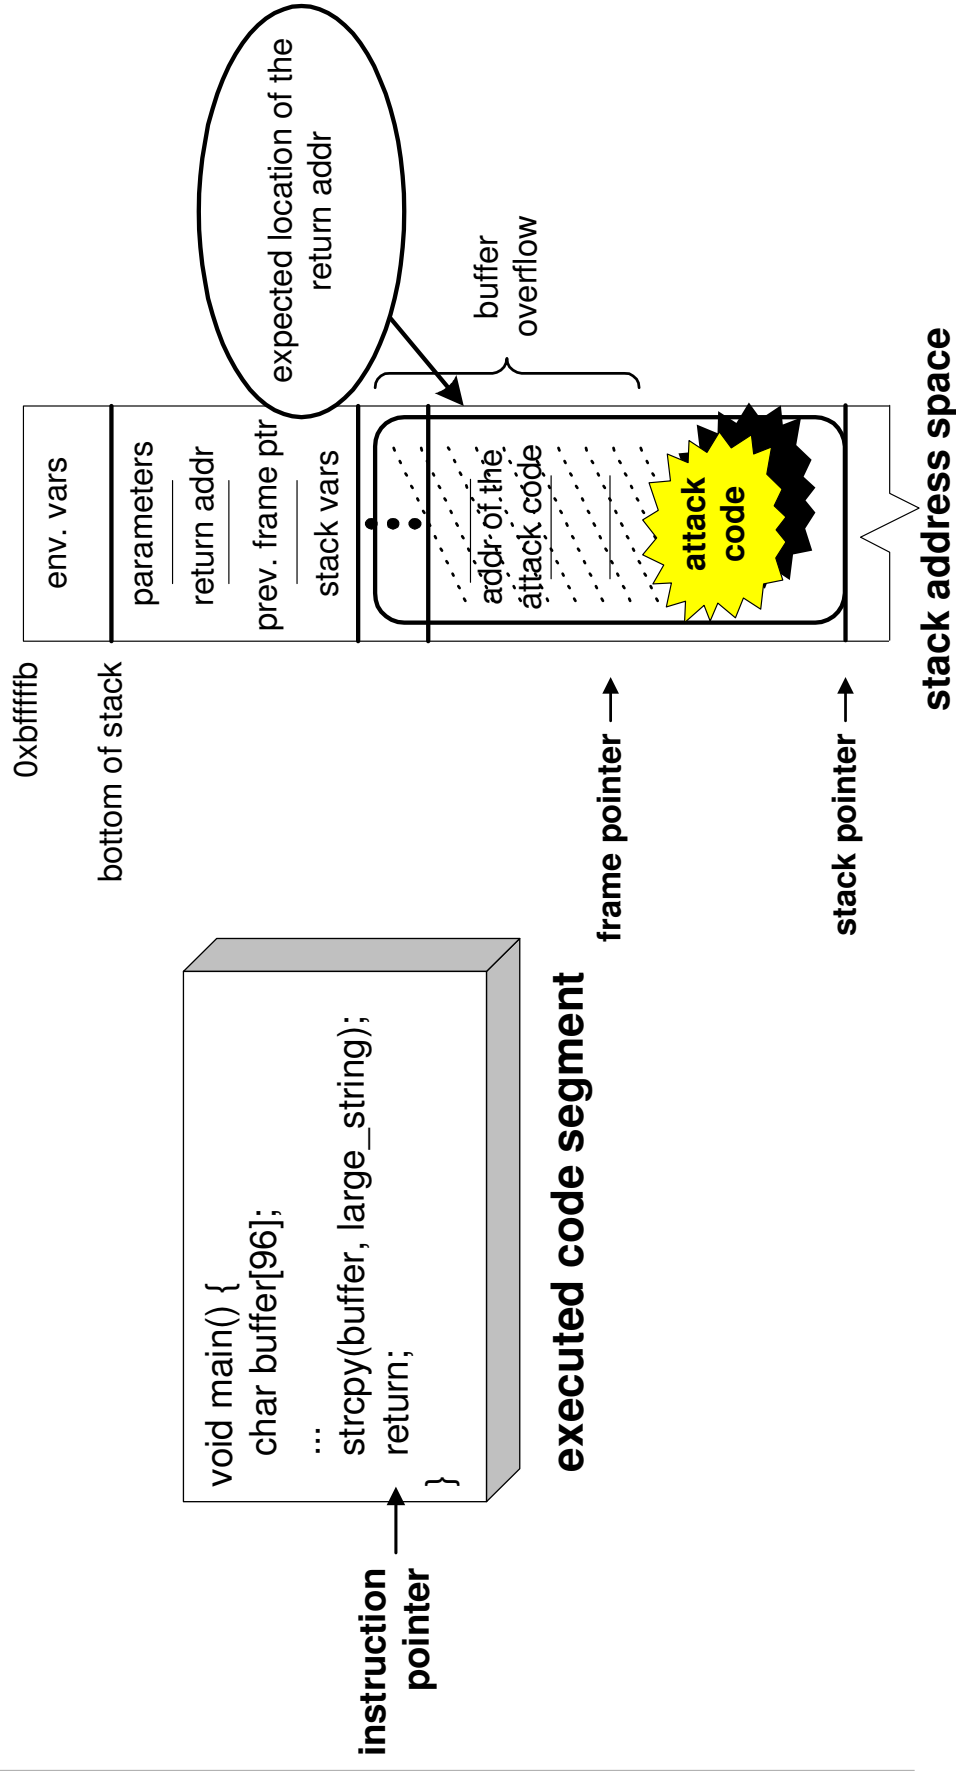 0xbffffb
bottom of stack
env. vars
parameters
return addr
prev. frame ptr
stack vars
expected location of the
return addr
buffer
overflow
addr of the
attack code
attack
code
frame pointer
stack pointer
stack address space
void main() {
char buffer[96];
...
strcpy(buffer, large_string);
return;
}
instruction
pointer
executed code segment